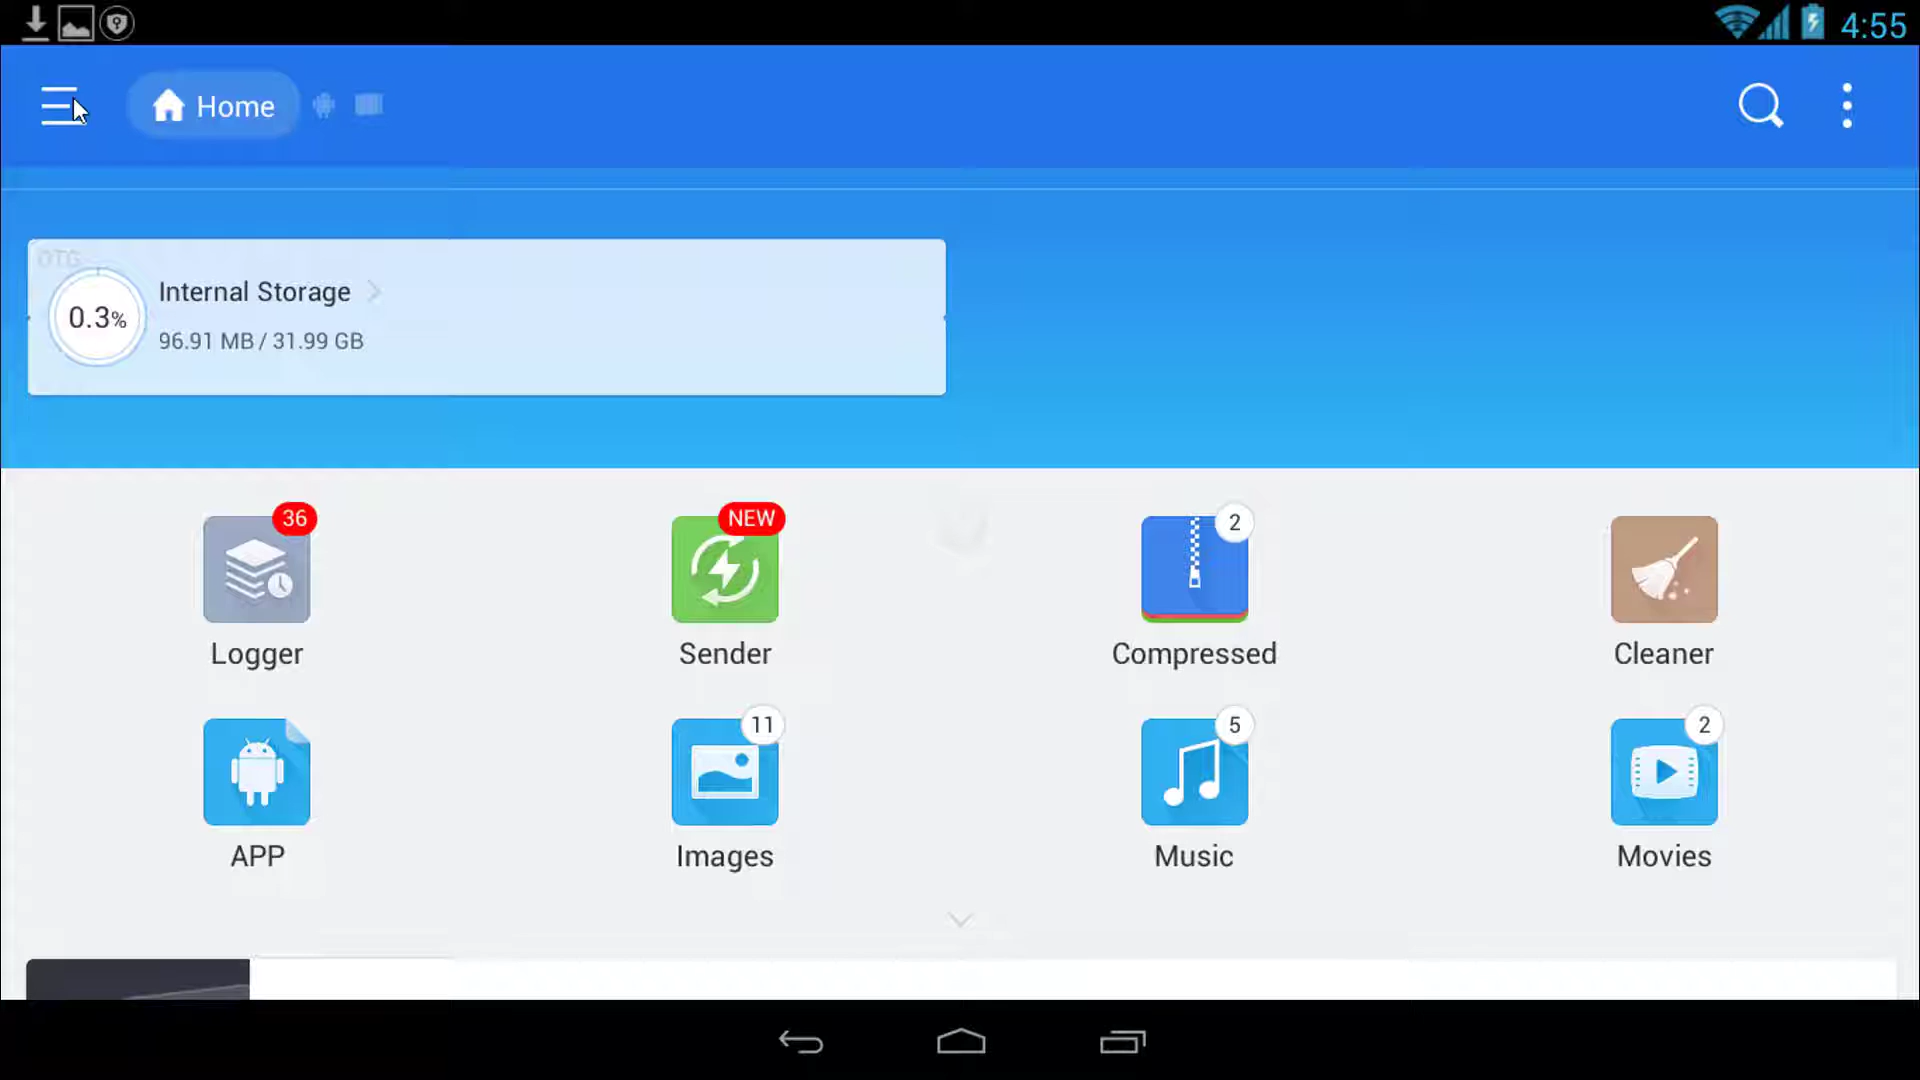 4:55
Home
OTG
Internal Storage
0.3%
96.91 MB / 31.99 GB
36
NEW
2
Logger
Sender
Compressed
Cleaner
11
5
2
APP
Images
Music
Movies